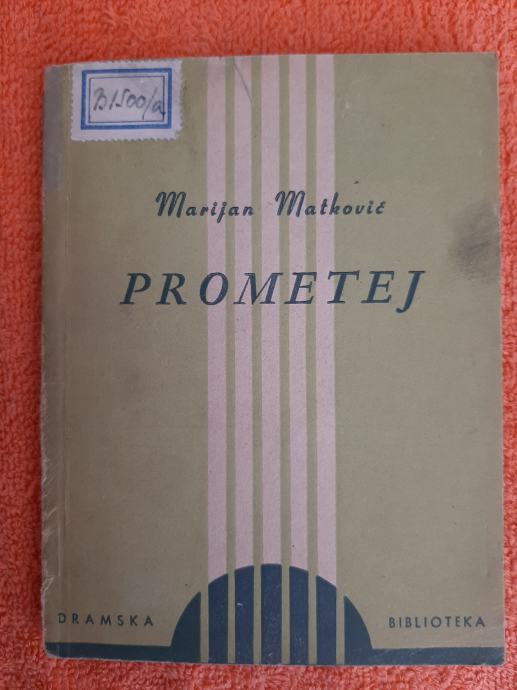 B1500/a
Marijan Matković
PROMETEJ
DRAMSKA BIBLIOTEKA